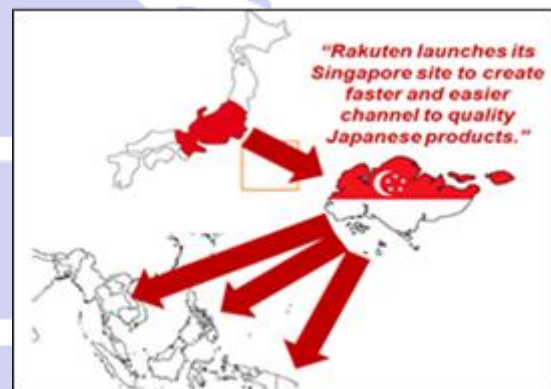 “Rakuten launches its
Singapore site to create
faster and easier
channel to quality
Japanese products.”